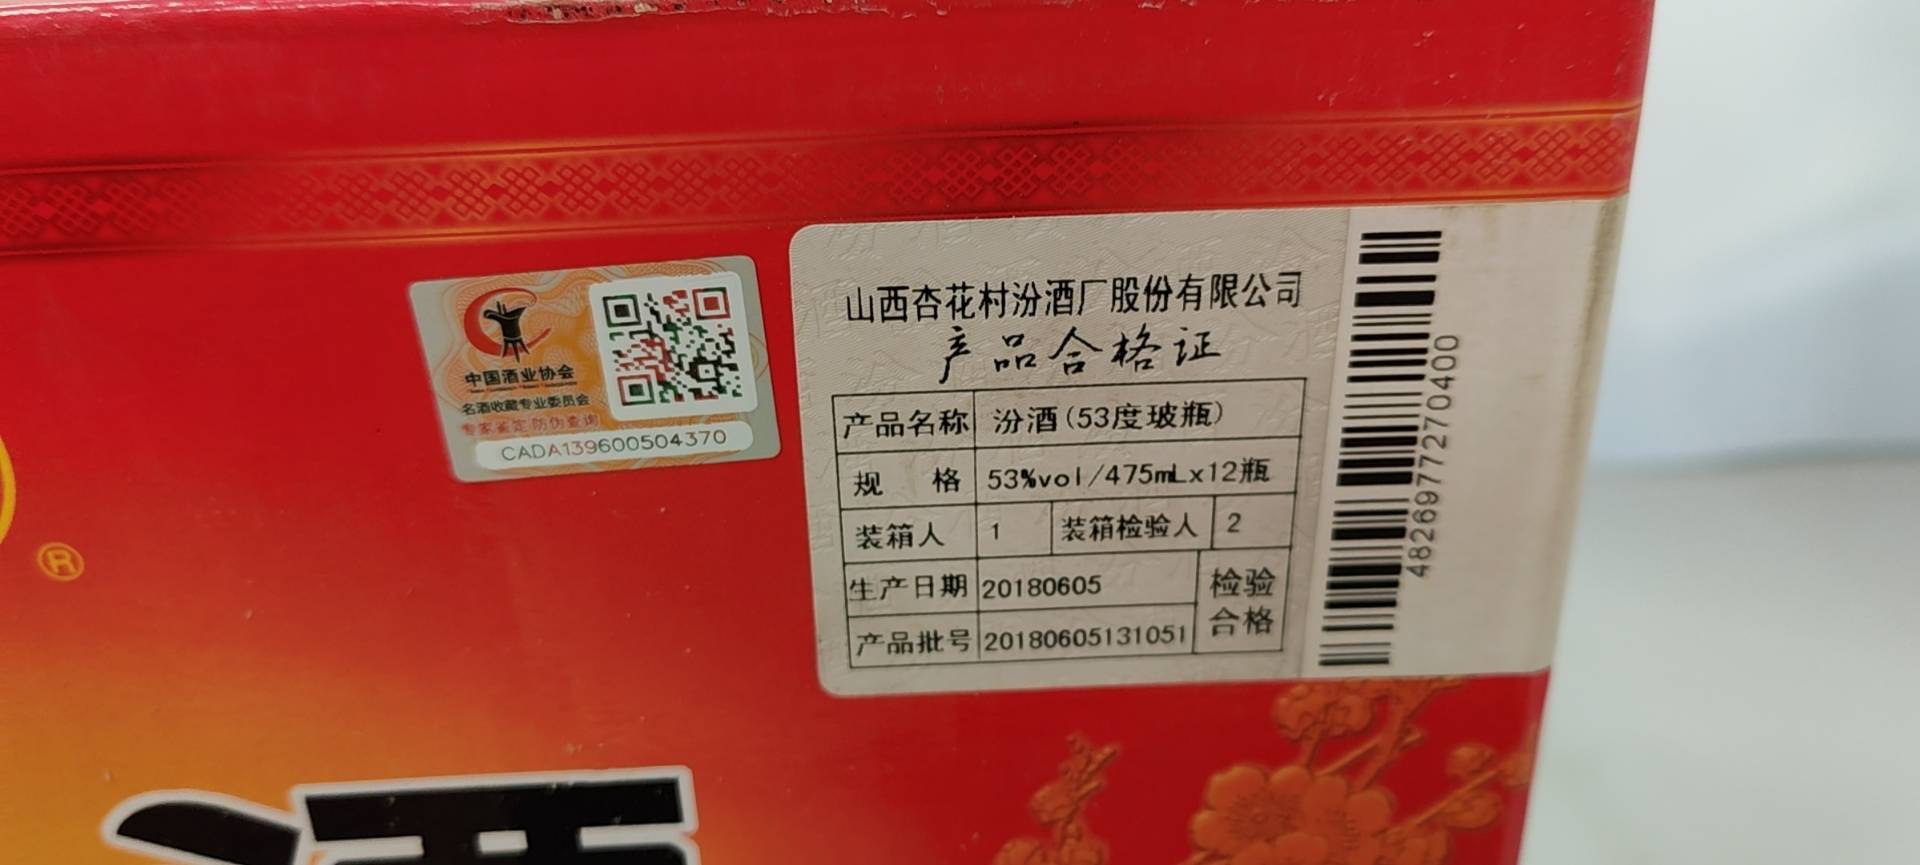 中国酒业协会
名酒收藏专业委员会
专家鉴定 防伪查询
CADA139600504370
山西杏花村汾酒厂股份有限公司
产品合格证
产品名称 汾酒(53度玻瓶)
规 格 53%vol/475mLx12瓶
装箱人 1 装箱检验人 2
生产日期 20180605 检验
产品批号 20180605131051 合格
4826977270400
®
酒